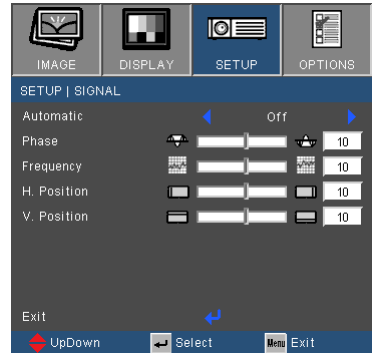 IMAGE DISPLAY SETUP OPTIONS
SETUP | SIGNAL
Automatic Off
Phase 10
Frequency 10
H. Position 10
V. Position 10
Exit
UpDown Select Menu Exit